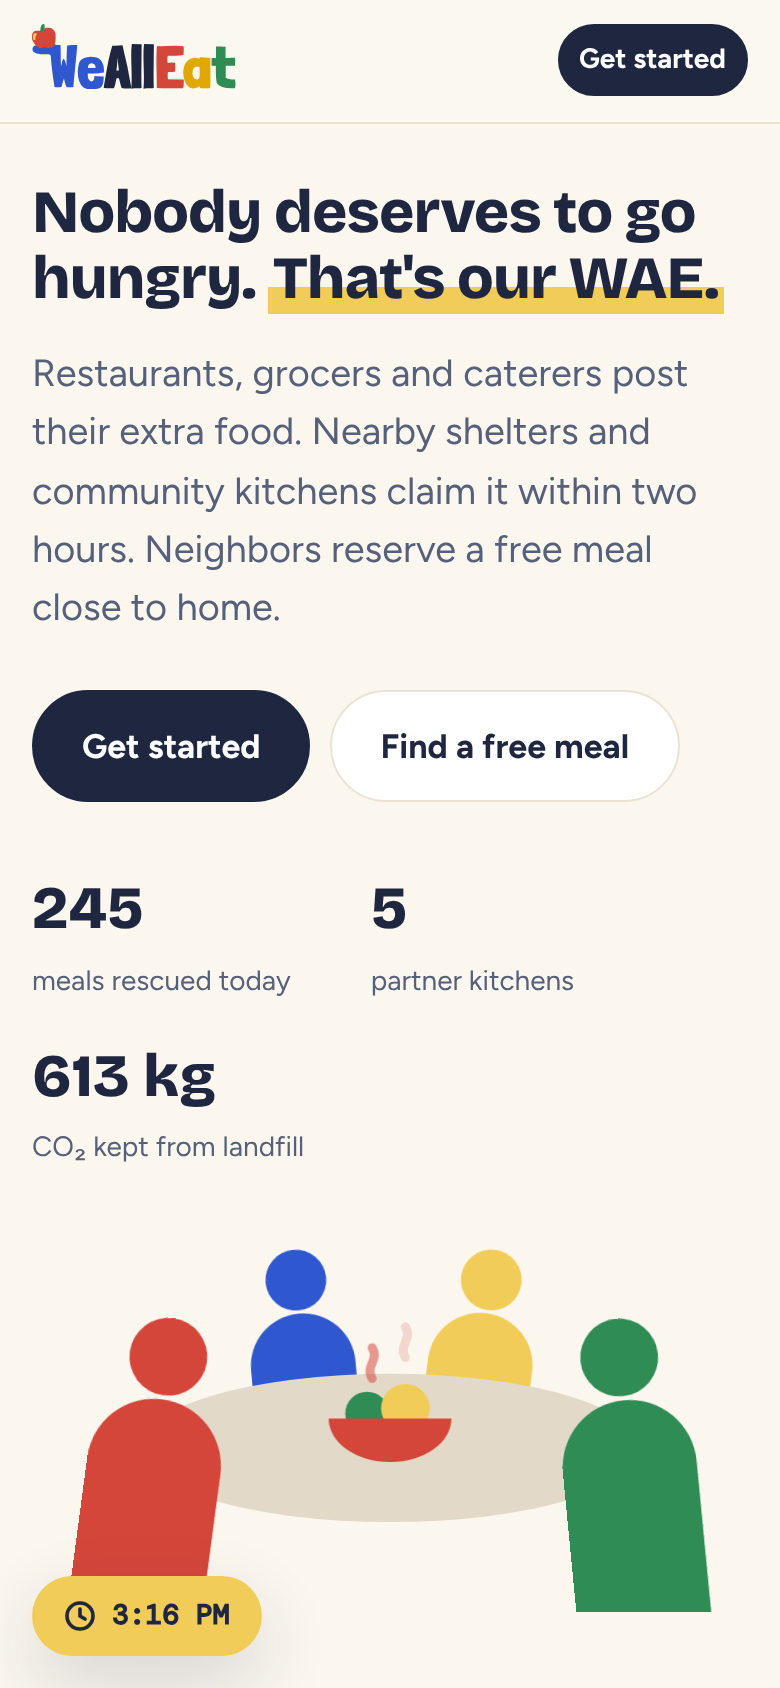 WeAllEat
Get started
Nobody deserves to go
hungry. That's our WAE.
Restaurants, grocers and caterers post
their extra food. Nearby shelters and
community kitchens claim it within two
hours. Neighbors reserve a free meal
close to home.
Get started
Find a free meal
245
meals rescued today
5
partner kitchens
613 kg
CO₂ kept from landfill
3:16 PM